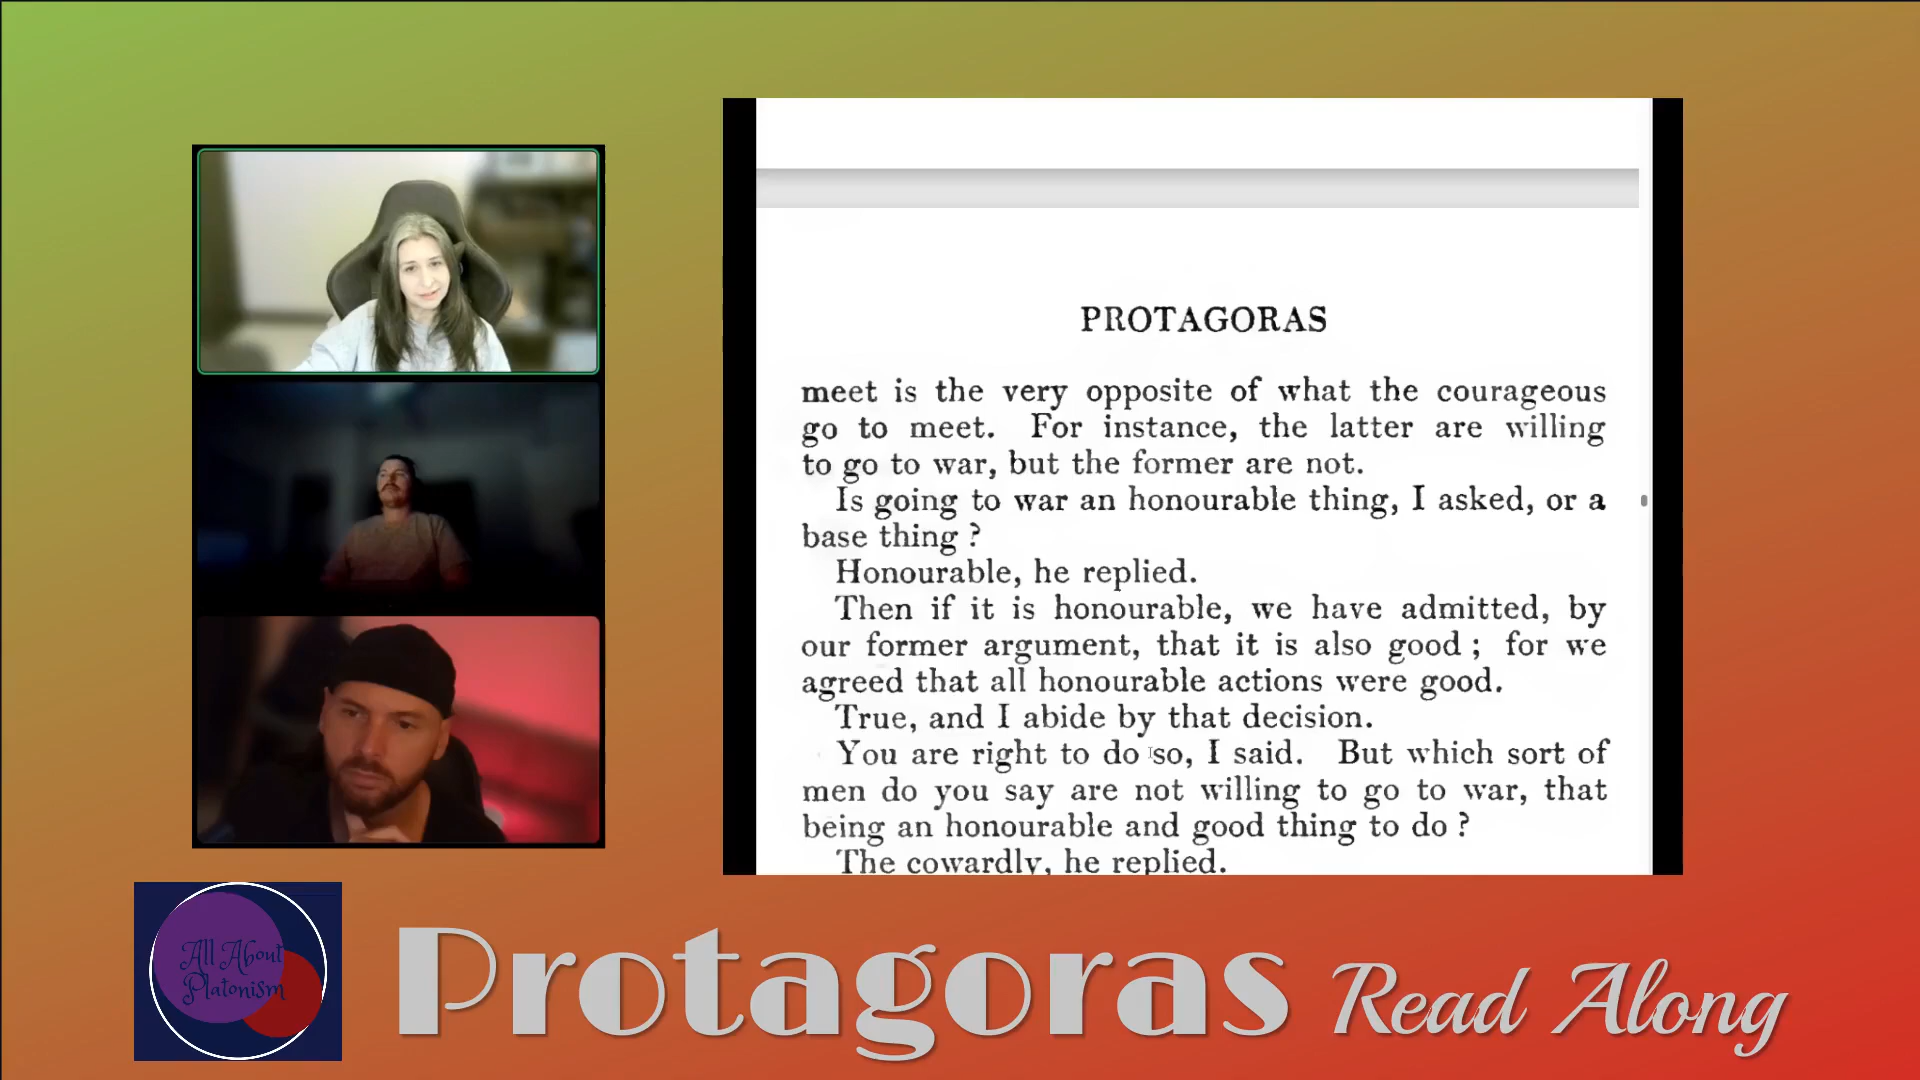 PROTAGORAS
meet is the very opposite of what the courageous
go to meet. For instance, the latter are willing
to go to war, but the former are not.
Is going to war an honourable thing, I asked, or a
base thing ?
Honourable, he replied.
Then if it is honourable, we have admitted, by
our former argument, that it is also good ; for we
agreed that all honourable actions were good.
True, and I abide by that decision.
You are right to do so, I said. But which sort of
men do you say are not willing to go to war, that
being an honourable and good thing to do ?
The cowardly, he replied.
All About
Platonism
Protagoras Read Along